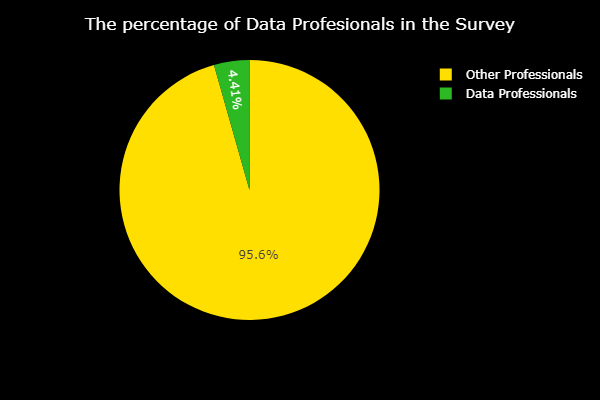 The percentage of Data Profesionals in the Survey
Other Professionals
Data Professionals
4.41%
95.6%